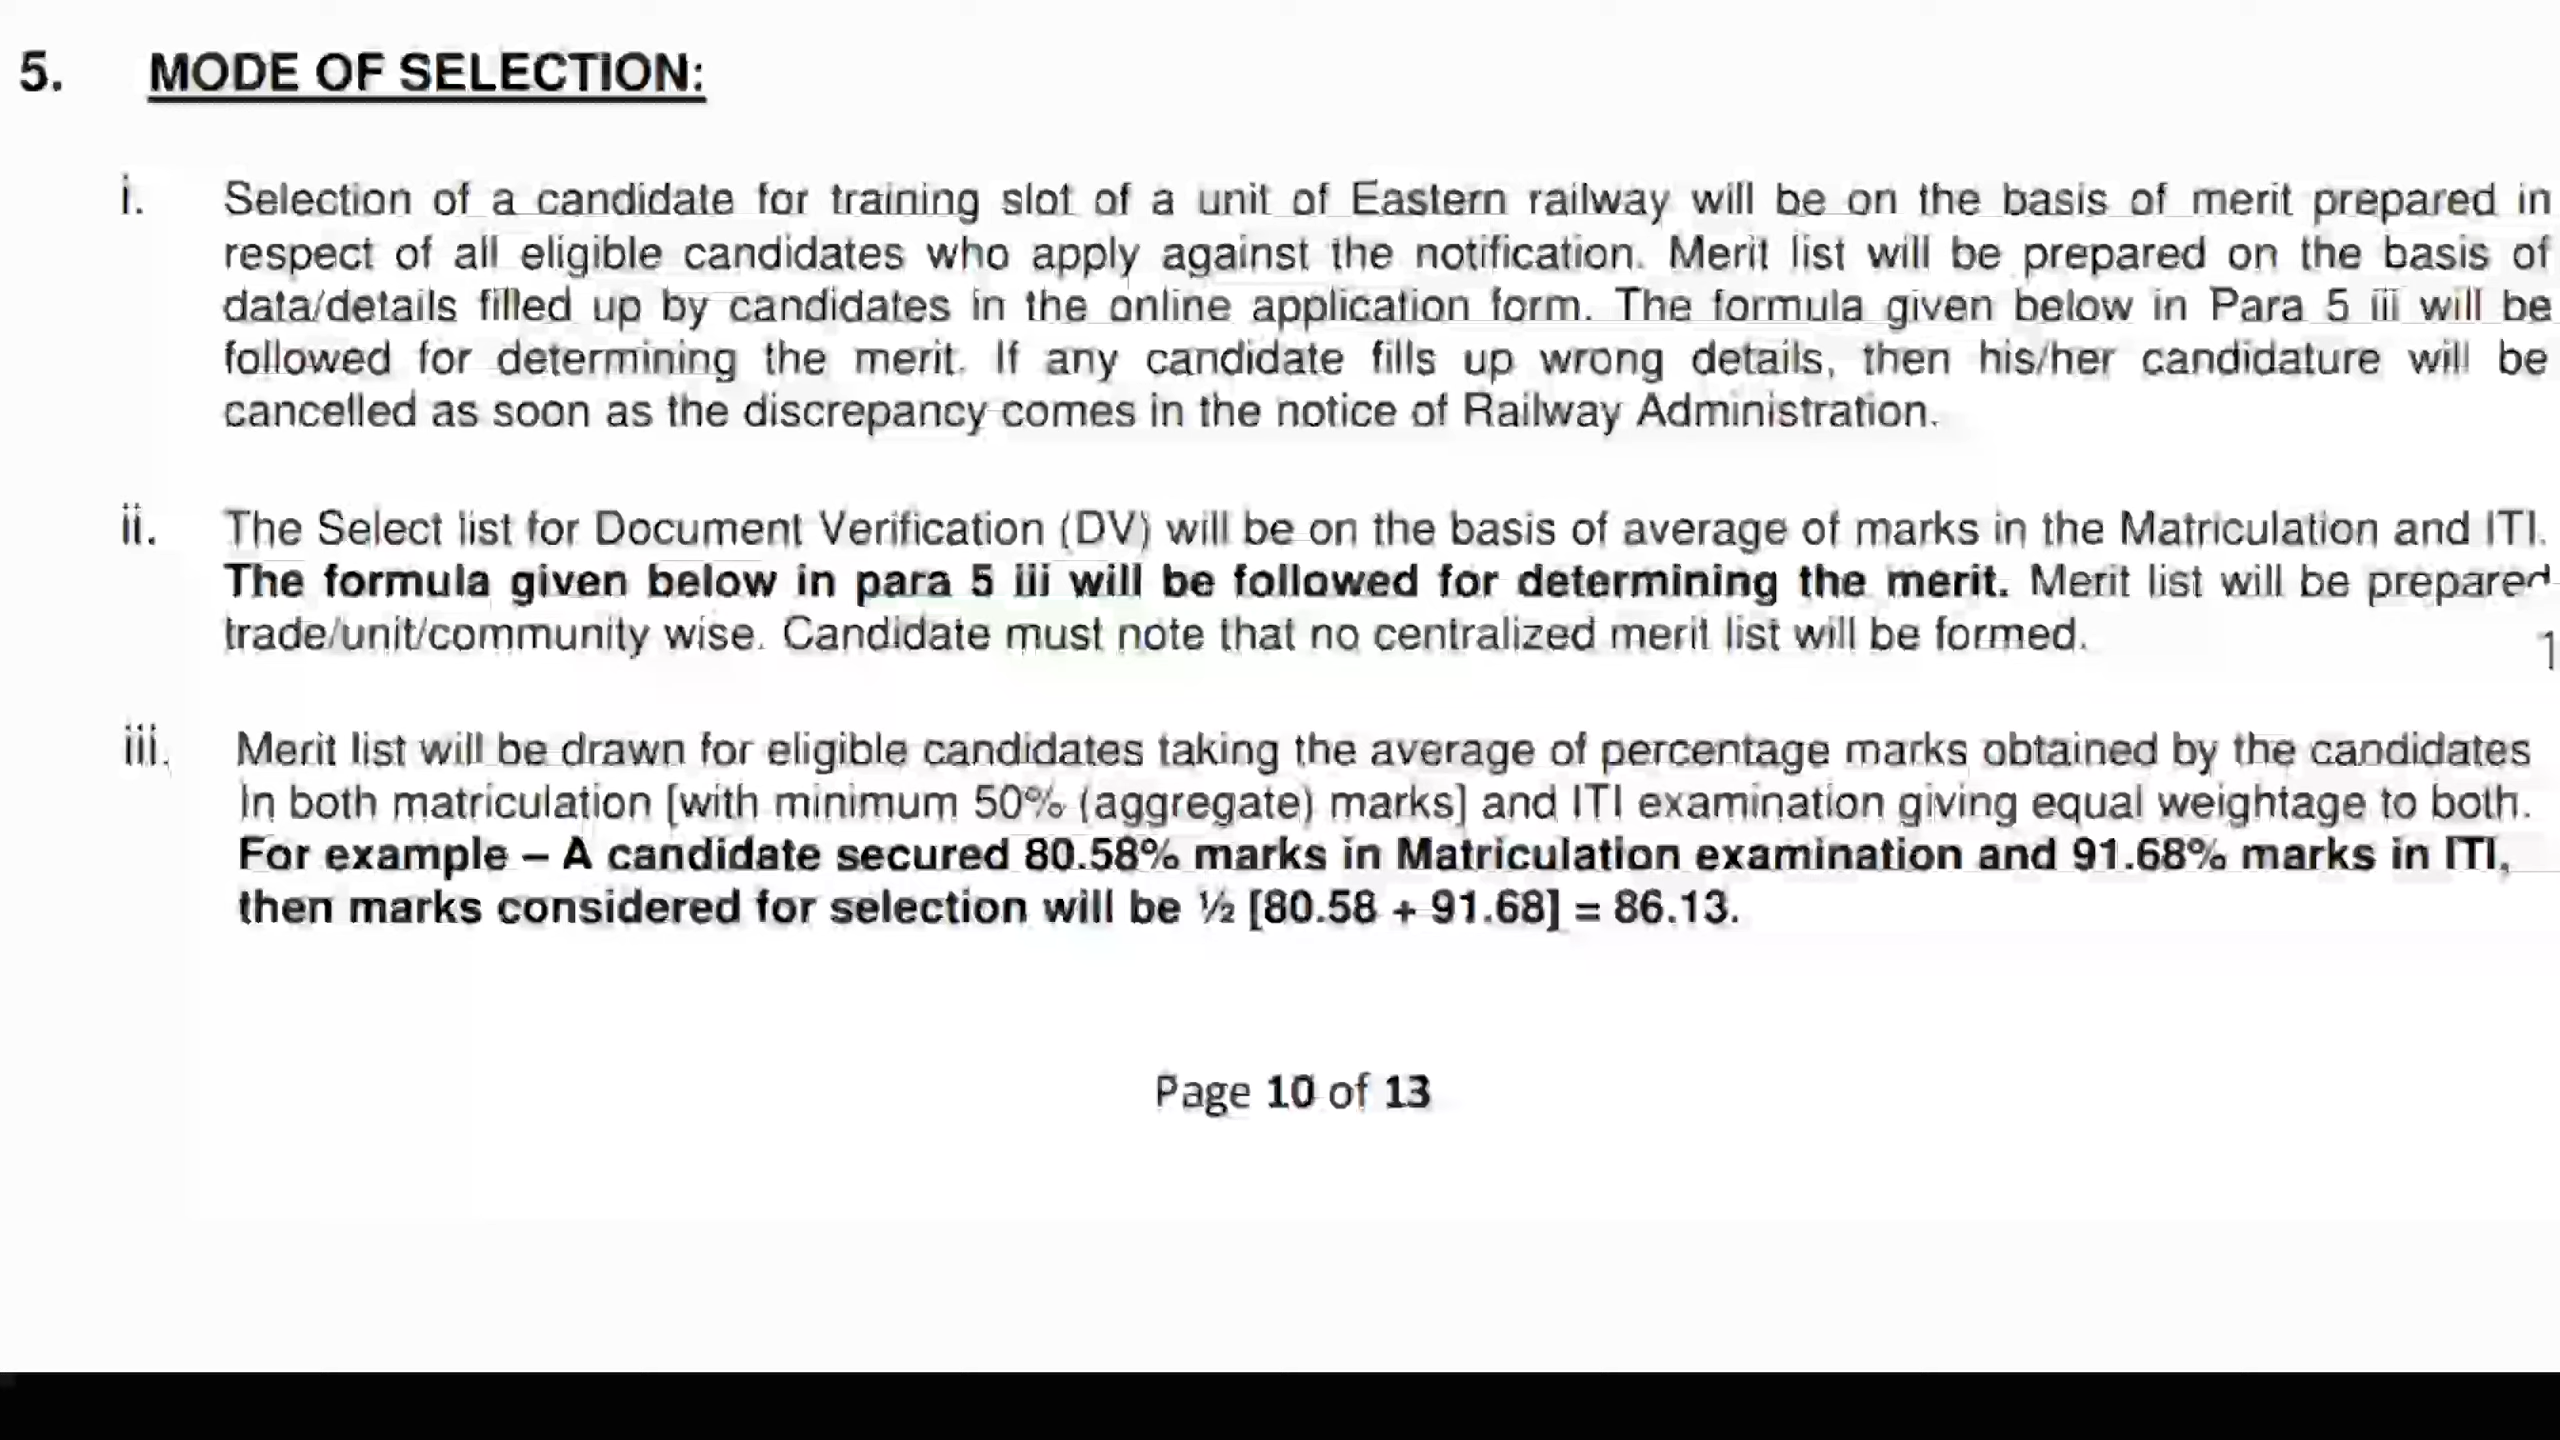 5. MODE OF SELECTION:
i. Selection of a candidate for training slot of a unit of Eastern railway will be on the basis of merit prepared in
respect of all eligible candidates who apply against the notification. Merit list will be prepared on the basis of
data/details filled up by candidates in the online application form. The formula given below in Para 5 iii will be
followed for determining the merit. If any candidate fills up wrong details, then his/her candidature will be
cancelled as soon as the discrepancy comes in the notice of Railway Administration.
ii. The Select list for Document Verification (DV) will be on the basis of average of marks in the Matriculation and ITI.
The formula given below in para 5 iii will be followed for determining the merit. Merit list will be prepared
trade/unit/community wise. Candidate must note that no centralized merit list will be formed.
1
iii. Merit list will be drawn for eligible candidates taking the average of percentage marks obtained by the candidates
In both matriculation [with minimum 50% (aggregate) marks] and ITI examination giving equal weightage to both.
For example – A candidate secured 80.58% marks in Matriculation examination and 91.68% marks in ITI,
then marks considered for selection will be ½ [80.58 + 91.68] = 86.13.
Page 10 of 13